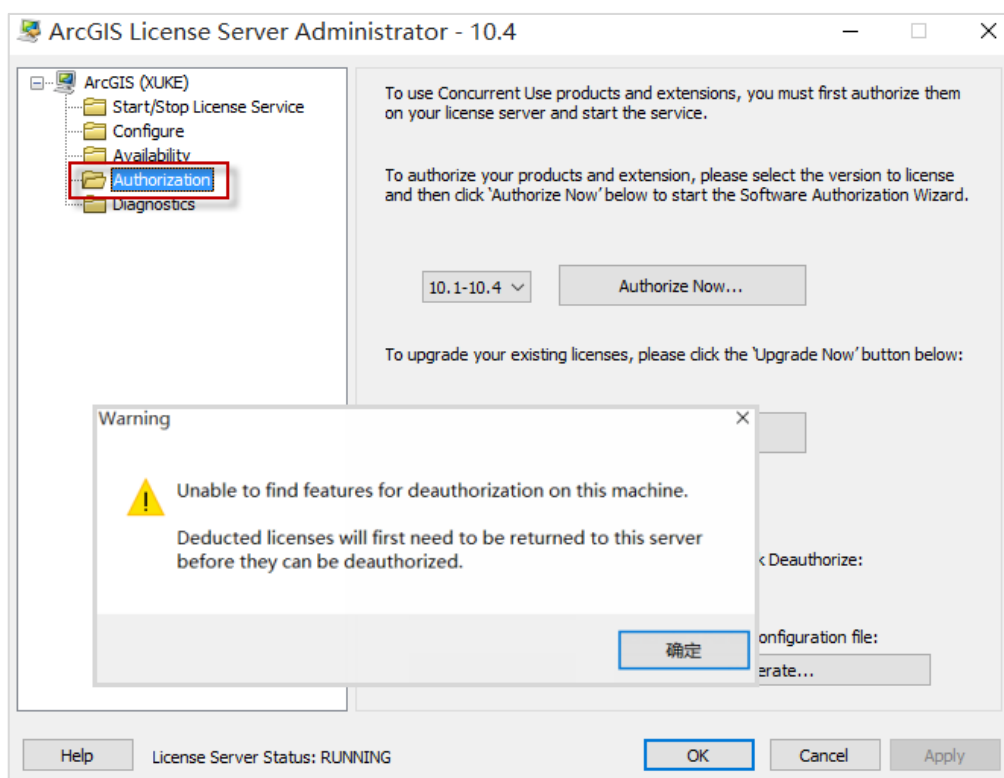 ArcGIS License Server Administrator - 10.4
ArcGIS (XUKE)
Start/Stop License Service
Configure
Availability
Authorization
Diagnostics
To use Concurrent Use products and extensions, you must first authorize them
on your license server and start the service.
To authorize your products and extension, please select the version to license
and then click `Authorize Now´ below to start the Software Authorization Wizard.
10.1-10.4
Authorize Now...
To upgrade your existing licenses, please click the `Upgrade Now´ button below:
Warning
Unable to find features for deauthorization on this machine.
Deducted licenses will first need to be returned to this server
before they can be deauthorized.
确定
Deauthorize:
onfiguration file:
erate...
Help
License Server Status: RUNNING
OK
Cancel
Apply